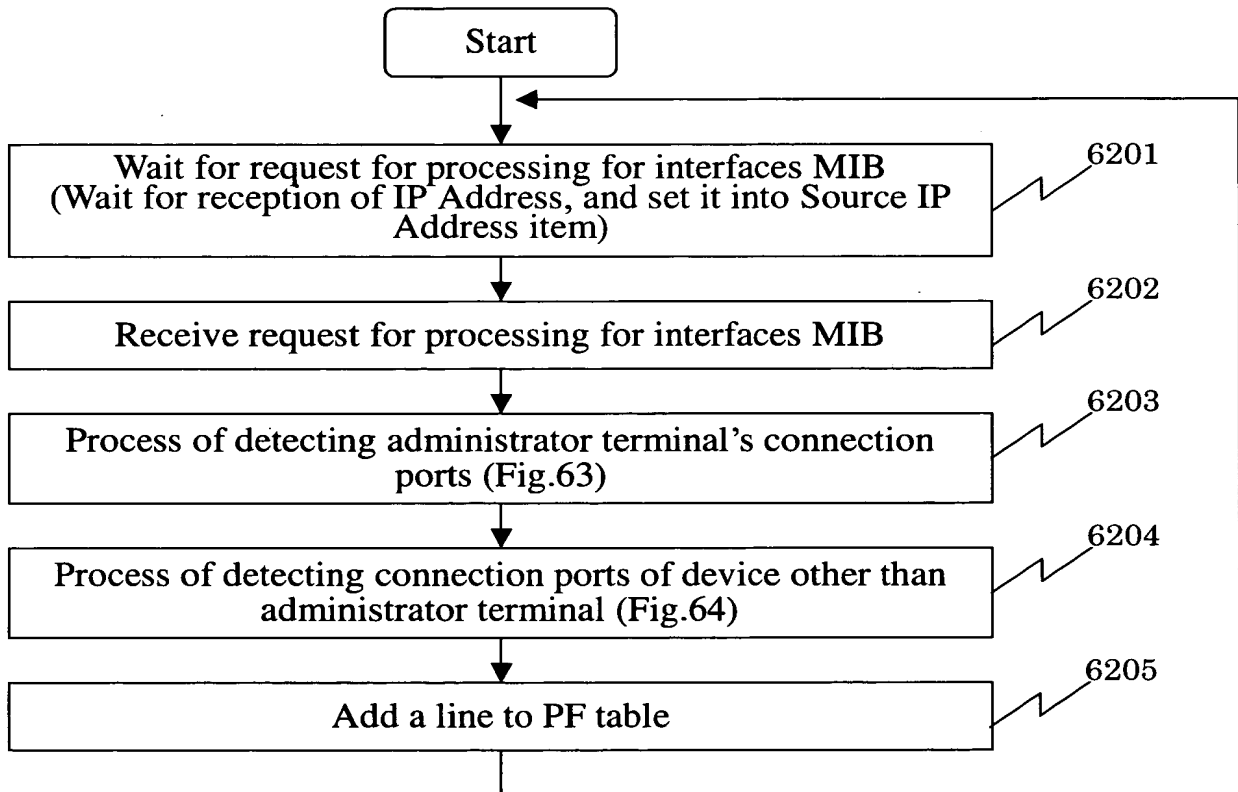 Start
Wait for request for processing for interfaces MIB
(Wait for reception of IP Address, and set it into Source IP
Address item)
6201
Receive request for processing for interfaces MIB
6202
Process of detecting administrator terminal's connection
ports (Fig.63)
6203
Process of detecting connection ports of device other than
administrator terminal (Fig.64)
6204
Add a line to PF table
6205